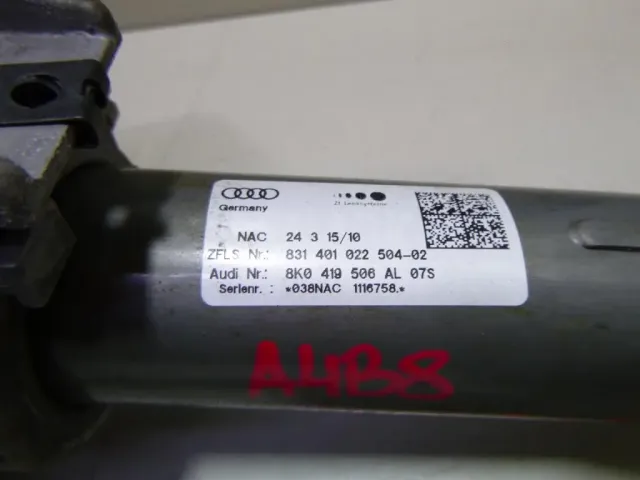 Germany
NAC 24 3 15/10
ZFLS Nr.: 831 401 022 504-02
Audi Nr.: 8K0 419 506 AL 07S
Serienr. : *038NAC 1116758.*
A4B8